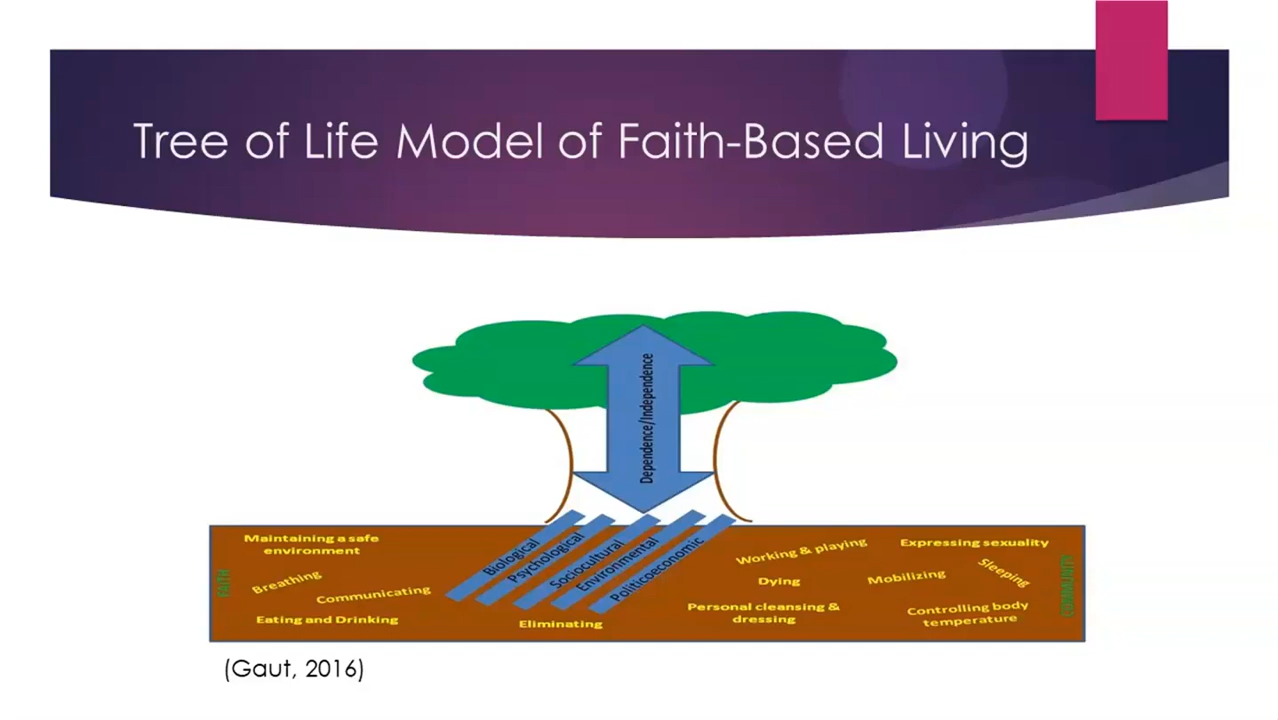 Tree of Life Model of Faith-Based Living
Dependence/Independence
Maintaining a safe
environment
Breathing
Communicating
Eating and Drinking
FAITH
Biological
Psychological
Sociocultural
Environmental
Politicoeconomic
Eliminating
Working & playing
Dying
Personal cleansing &
dressing
Expressing sexuality
Mobilizing
Sleeping
Controlling body
temperature
(Gaut, 2016)